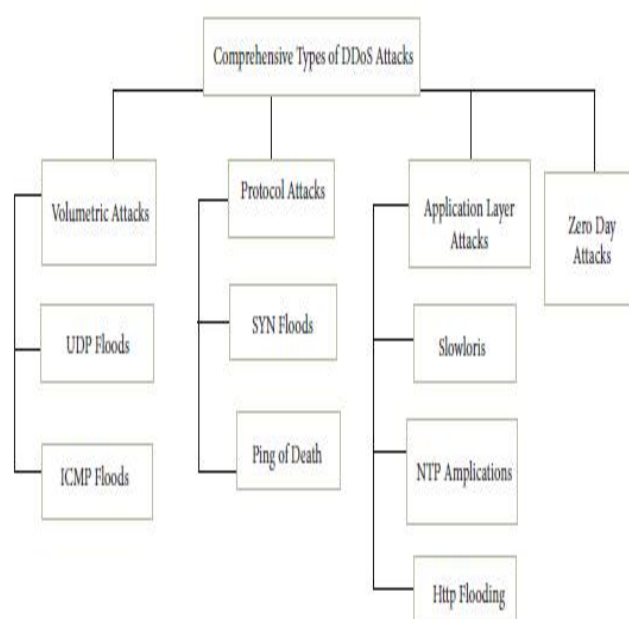 Comprehensive Types of DDoS Attacks
Volumetric Attacks
UDP Floods
ICMP Floods
Protocol Attacks
SYN Floods
Ping of Death
Application Layer
Attacks
Slowloris
NTP Amplications
Http Flooding
Zero Day
Attacks